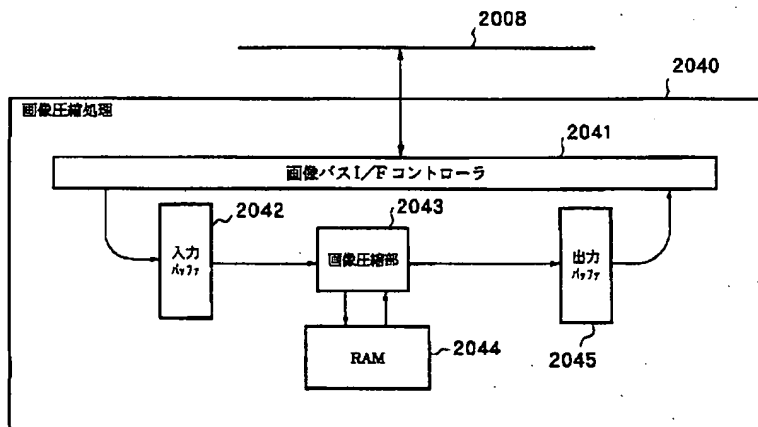 2008
2040
画像圧縮処理
2041
画像バスI/Fコントローラ
2042
2043
入力
バッファ
画像圧縮部
出力
バッファ
RAM
2044
2045